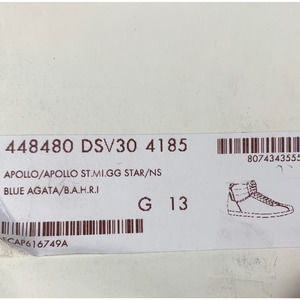 448480 DSV30 4185
8074343555
APOLLO/APOLLO ST.MI.GG STAR/NS
BLUE AGATA/B.A.H.R.I
G 13
CAP616749A